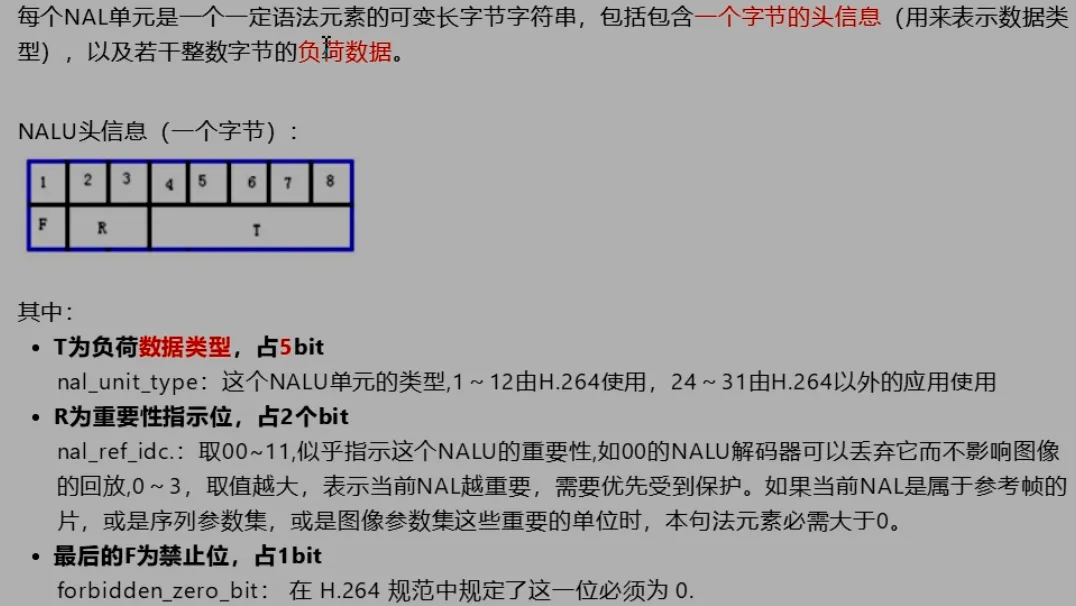 每个NAL单元是一个一定语法元素的可变长字节字符串，包括包含一个字节的头信息（用来表示数据类
型），以及若干整数字节的负荷数据。
NALU头信息（一个字节）:
1 2 3 4 5 6 7 8
F R T
其中:
• T为负荷数据类型，占5bit
nal_unit_type：这个NALU单元的类型,1～12由H.264使用，24～31由H.264以外的应用使用
• R为重要性指示位，占2个bit
nal_ref_idc.：取00~11,似乎指示这个NALU的重要性,如00的NALU解码器可以丢弃它而不影响图像
的回放,0～3，取值越大，表示当前NAL越重要，需要优先受到保护。如果当前NAL是属于参考帧的
片，或是序列参数集，或是图像参数集这些重要的单位时，本句法元素必需大于0。
• 最后的F为禁止位，占1bit
forbidden_zero_bit： 在 H.264 规范中规定了这一位必须为 0.